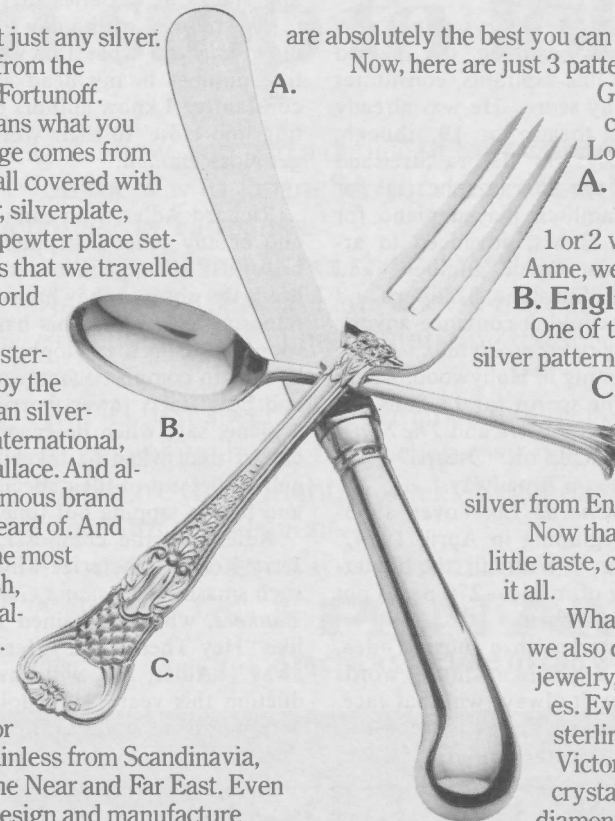 t just any silver.
from the
Fortunoff
ans what you
ge comes from
all covered with
, silverplate,
pewter place set-
s that we travelled
orld
ster-
by the
an silver-
nternational,
allace. And al-
mous brand
eard of. And
he most
sh,
al-
or
ainless from Scandinavia,
he Near and Far East. Even
design and manufacture
A.
B.
C.
are absolutely the best you can
Now, here are just 3 patte
G
c
Lo
A.
1 or 2 v
Anne, we
B. Engl
One of t
silver pattern
C
silver from En
Now tha
little taste, c
it all.
Wha
we also c
jewelry,
es. Ev
sterlin
Victor
crysta
diamon